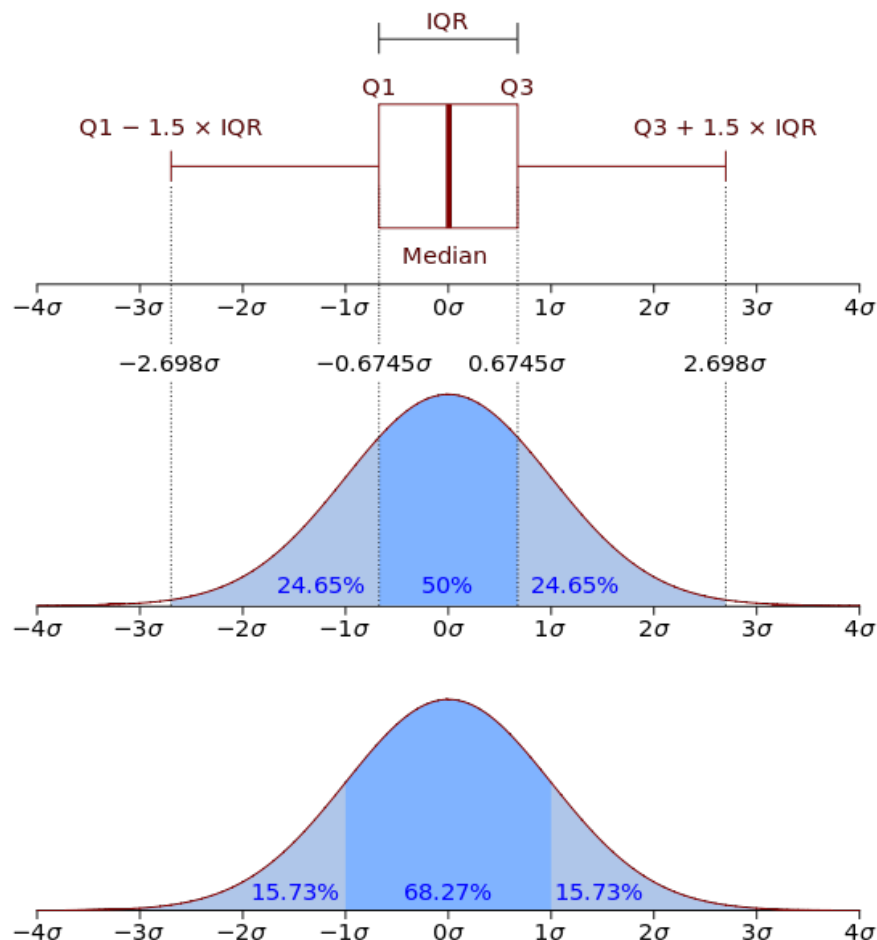 IQR
Q1 Q3
Q1 − 1.5 × IQR Q3 + 1.5 × IQR
Median
−4σ −3σ −2σ −1σ 0σ 1σ 2σ 3σ 4σ
−2.698σ −0.6745σ 0.6745σ 2.698σ
24.65% 50% 24.65%
−4σ −3σ −2σ −1σ 0σ 1σ 2σ 3σ 4σ
15.73% 68.27% 15.73%
−4σ −3σ −2σ −1σ 0σ 1σ 2σ 3σ 4σ